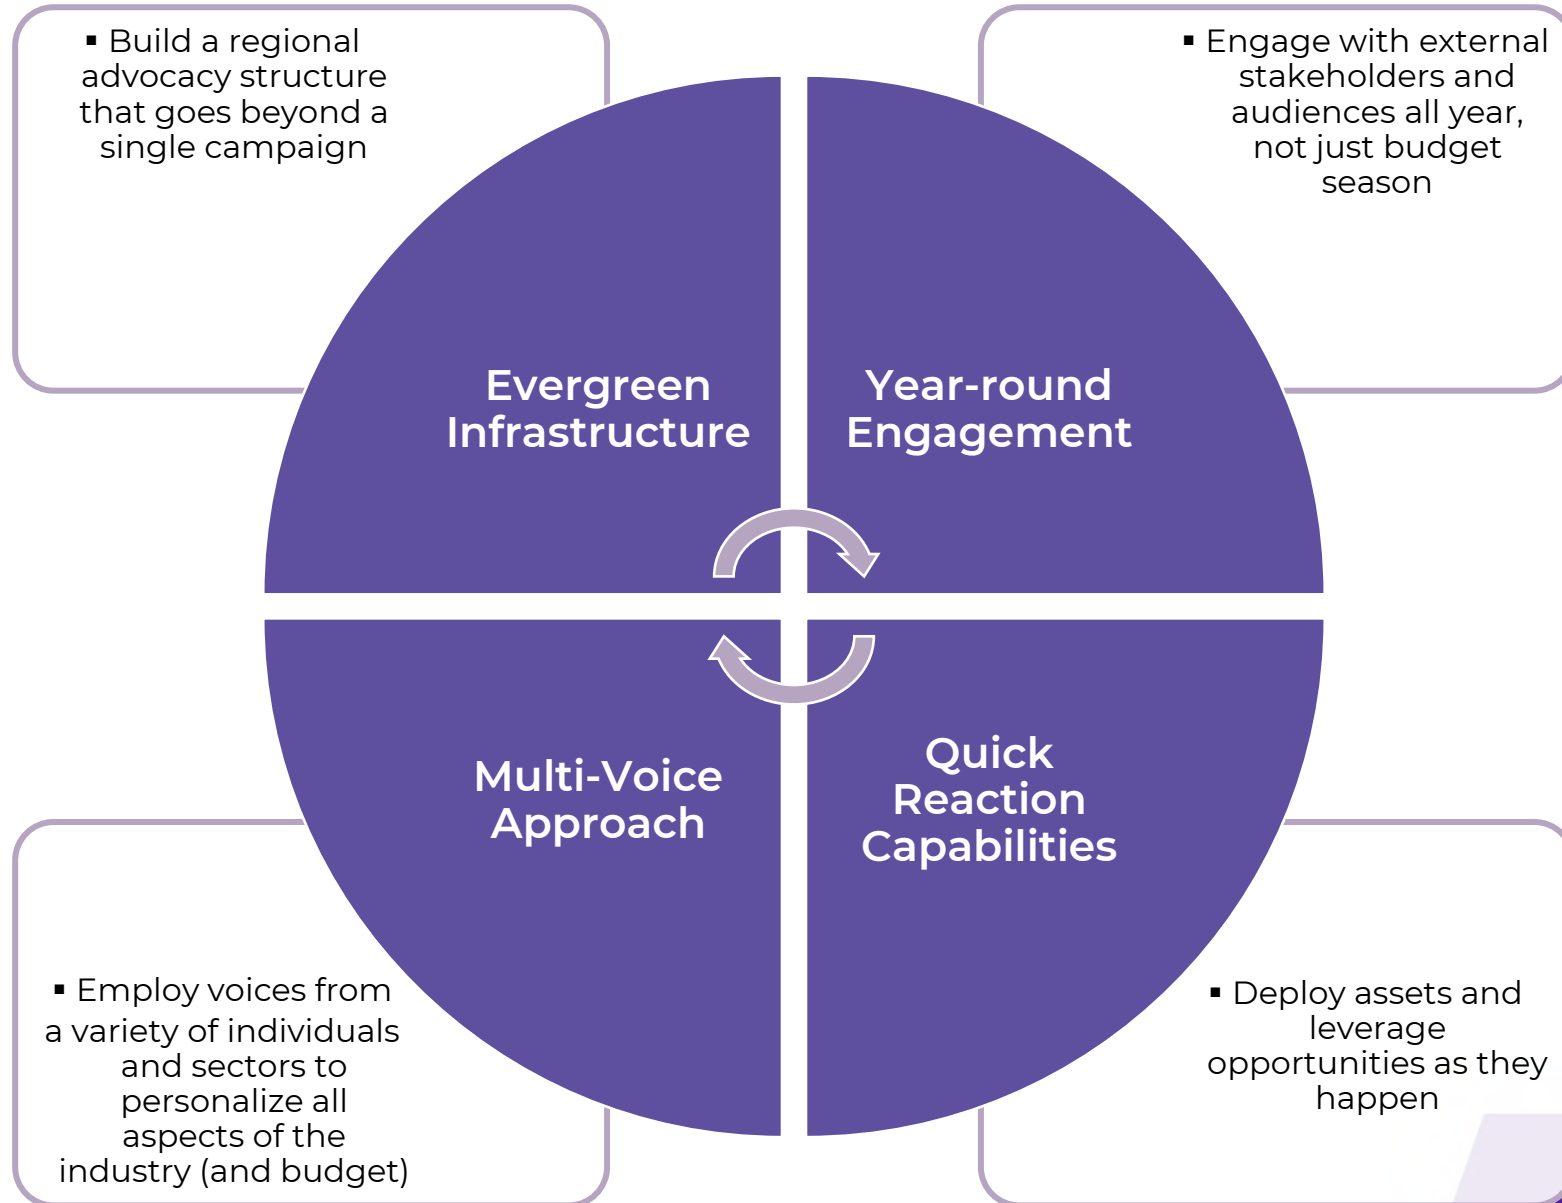 ▪ Build a regional
advocacy structure
that goes beyond a
single campaign
▪ Engage with external
stakeholders and
audiences all year,
not just budget
season
Evergreen
Infrastructure
Year-round
Engagement
Multi-Voice
Approach
Quick
Reaction
Capabilities
▪ Employ voices from
a variety of individuals
and sectors to
personalize all
aspects of the
industry (and budget)
▪ Deploy assets and
leverage
opportunities as they
happen